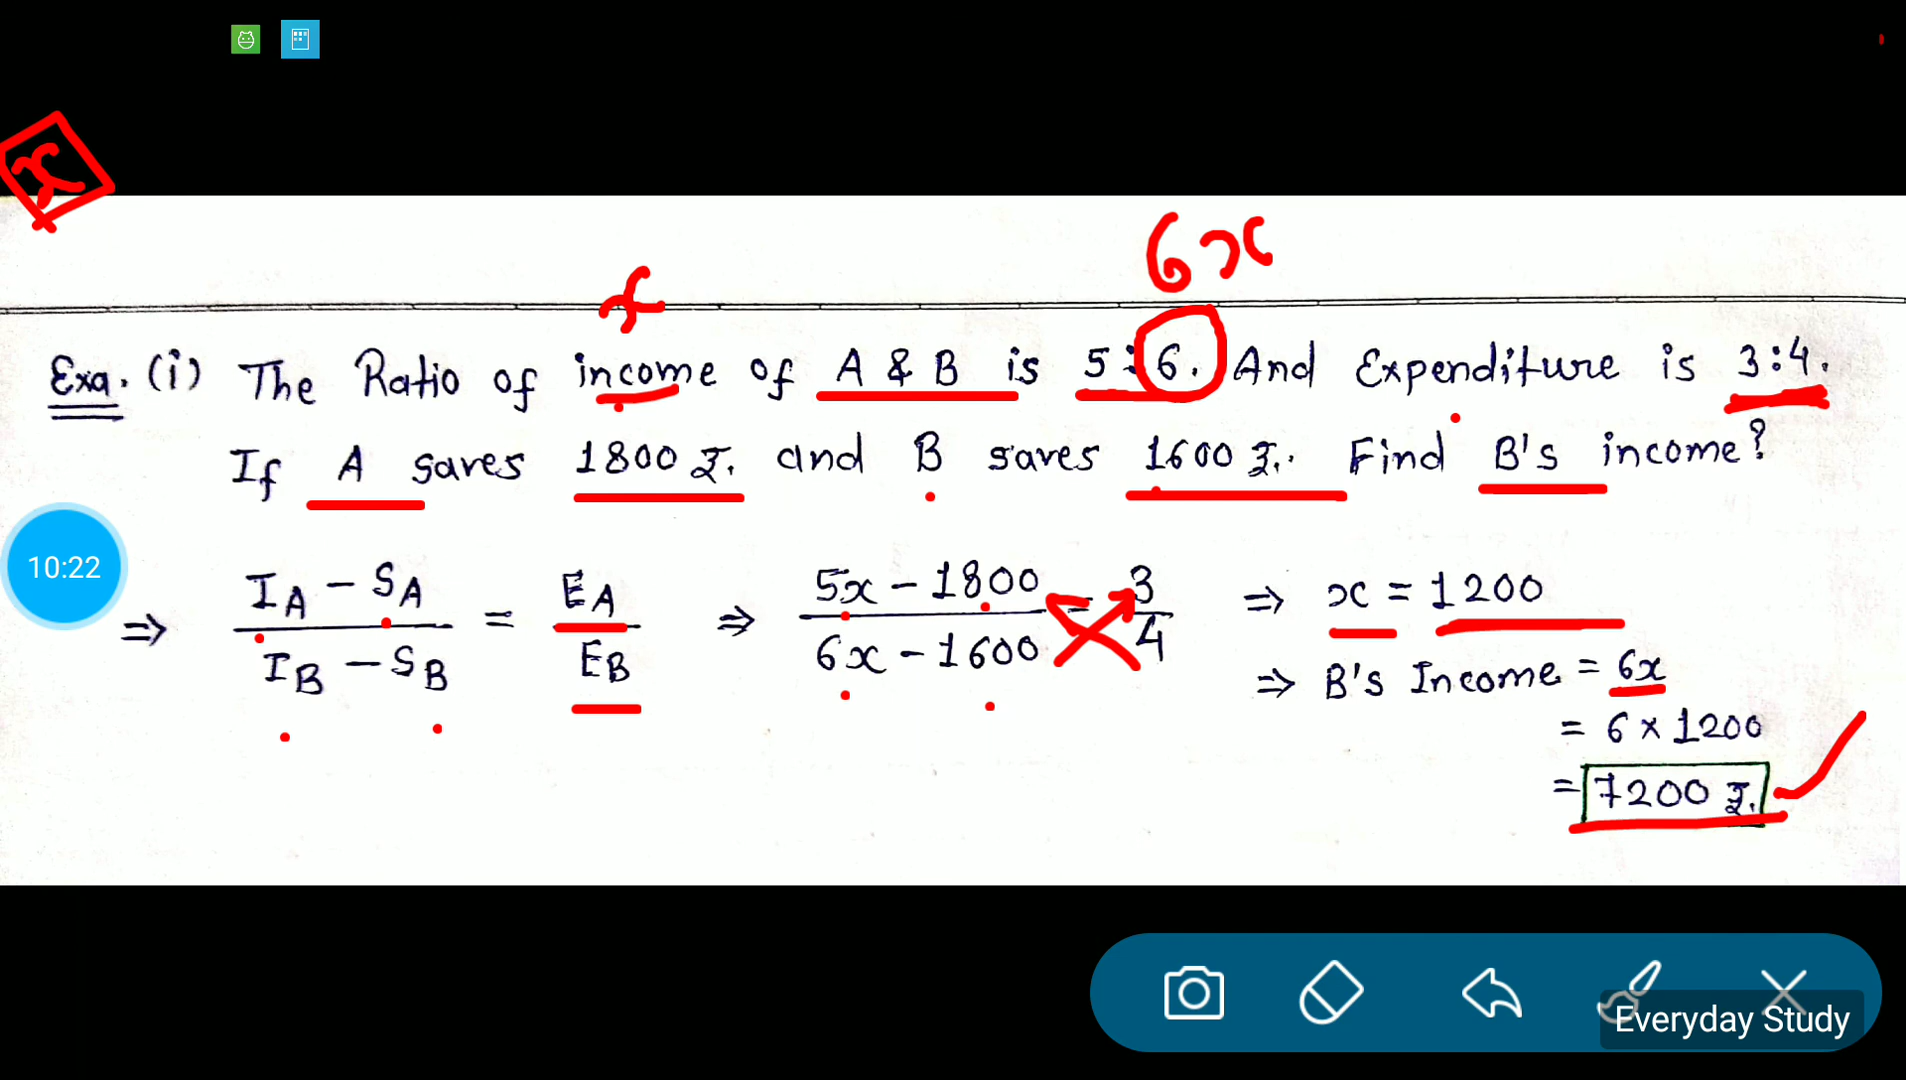 x
6x
x
Exa. (i) The Ratio of income of A & B is 5:6. And Expenditure is 3:4.
If A saves 1800 रु. and B saves 1600 रु. Find B's income?
10:22
⇒ I_A - S_A / I_B - S_B = E_A / E_B ⇒ 5x - 1800 / 6x - 1600 = 3 / 4 ⇒ x = 1200
⇒ B's Income = 6x
= 6 × 1200
= 7200 रु.
Everyday Study